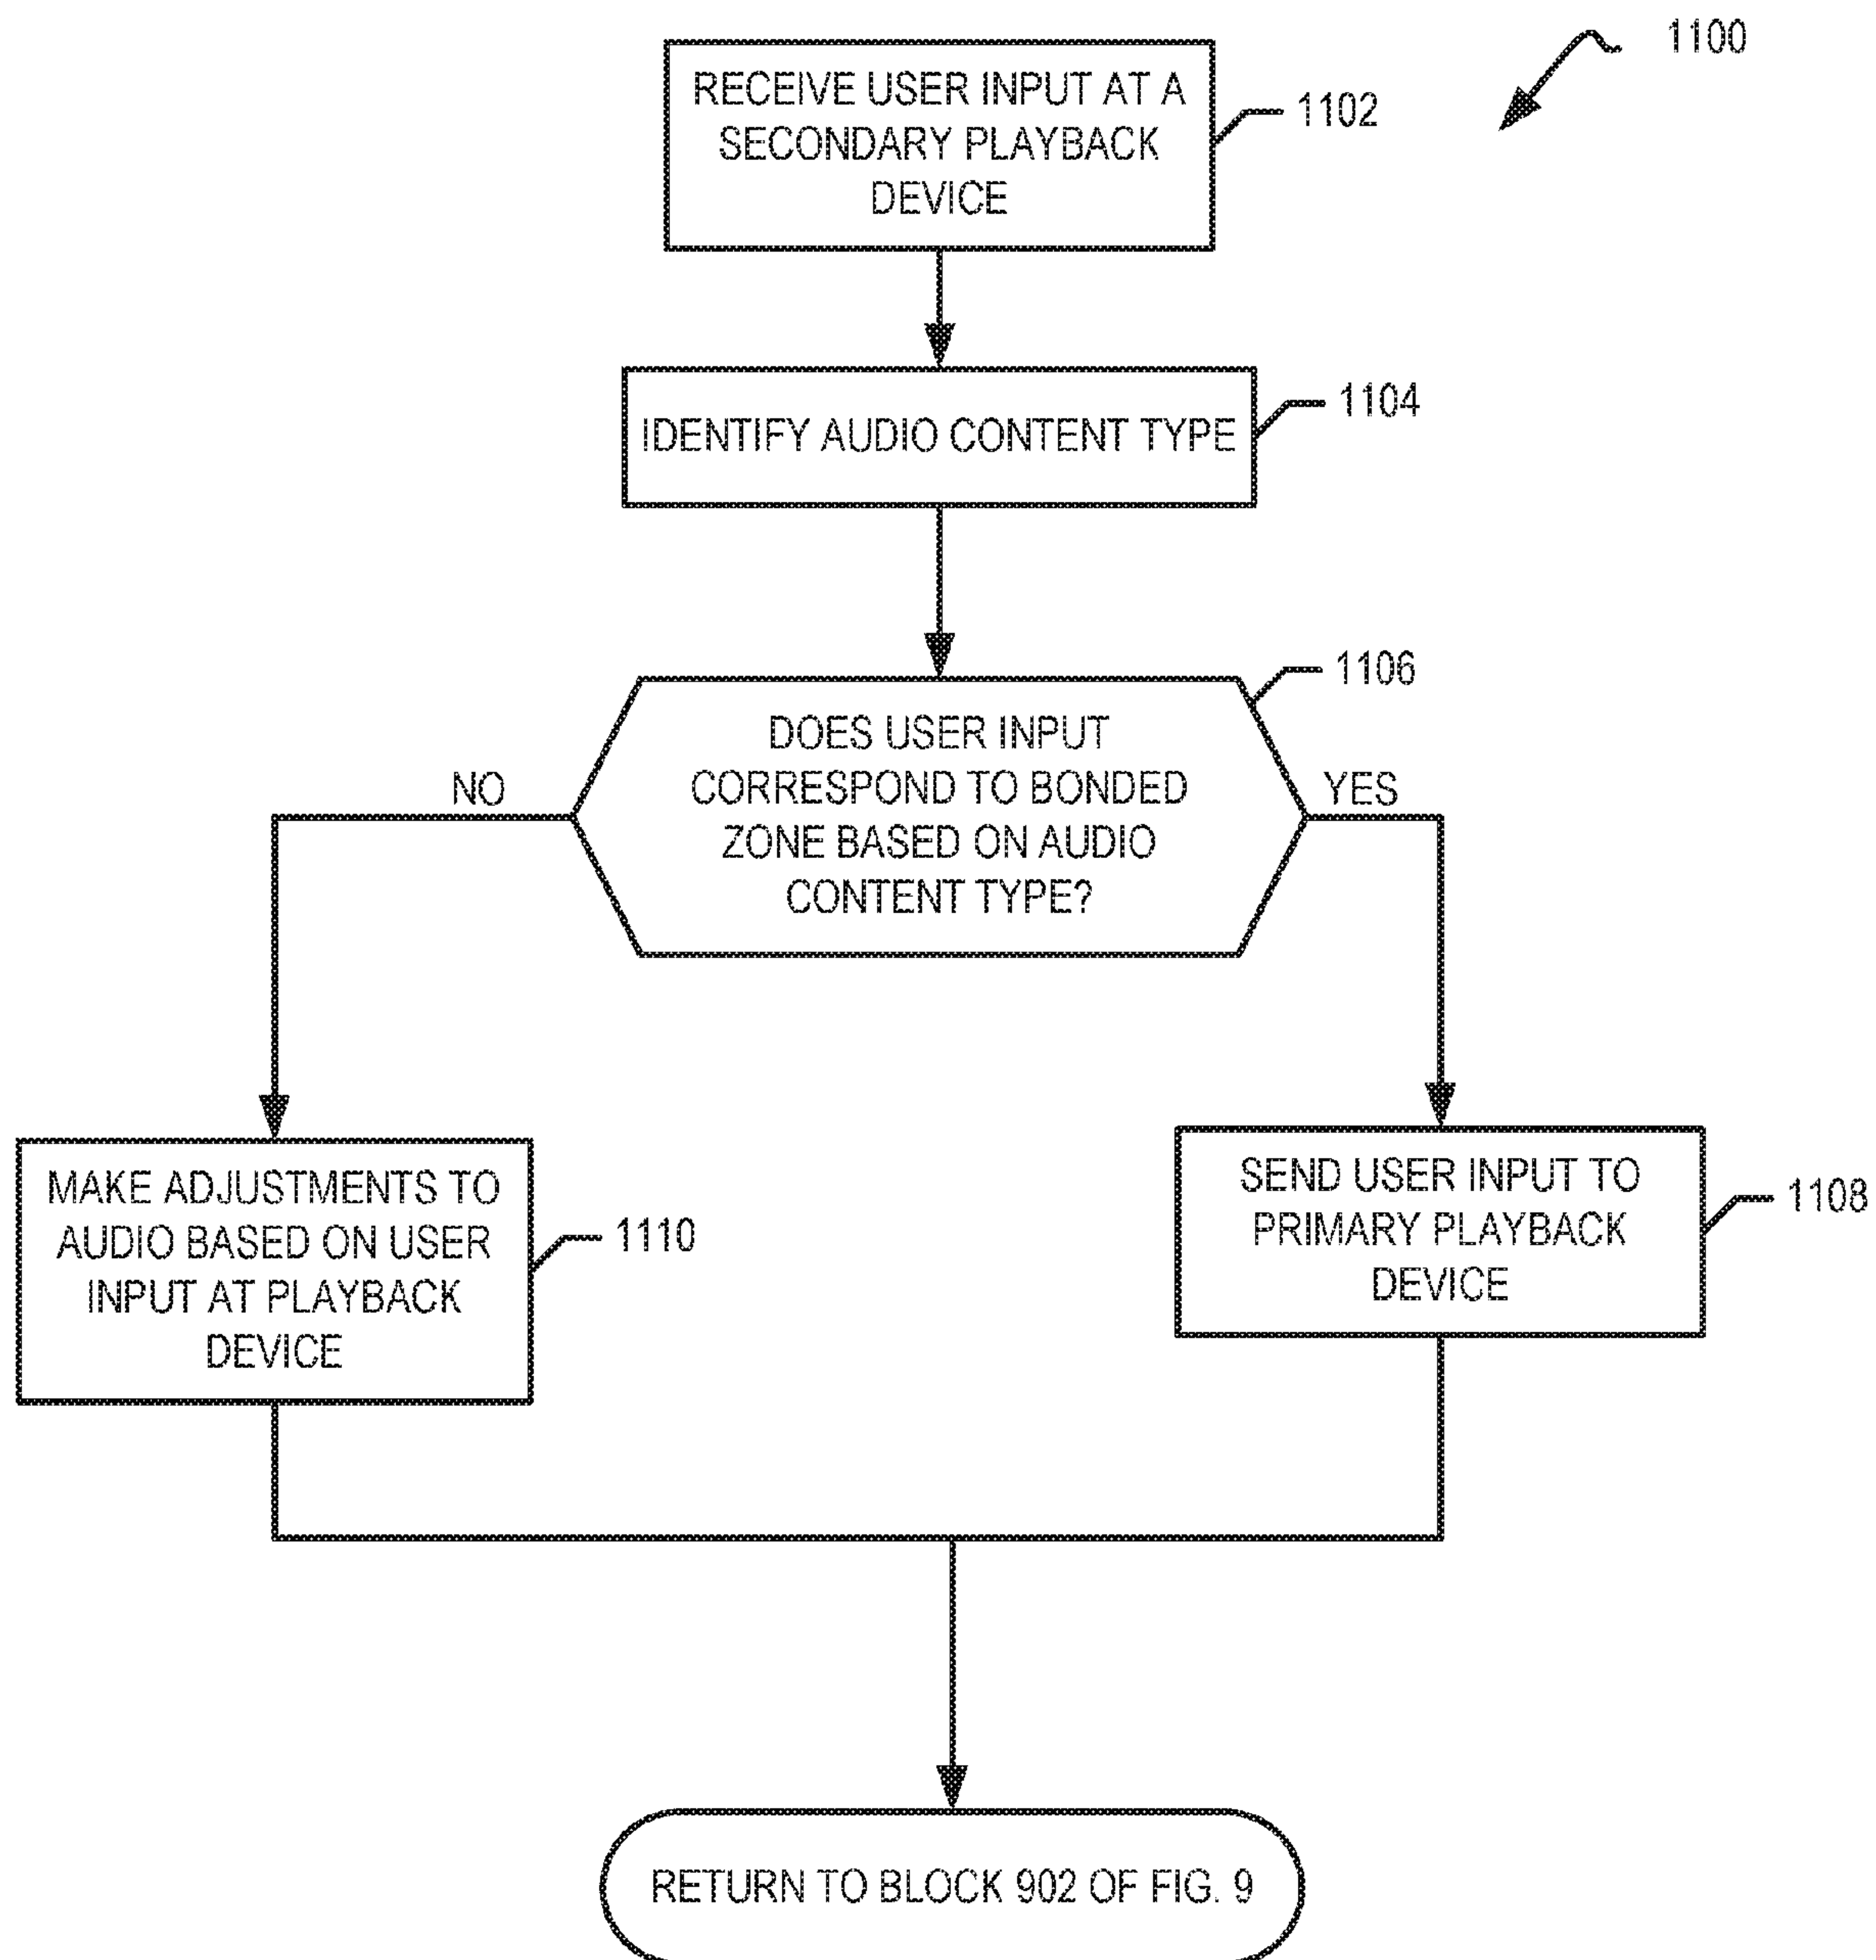 1100
RECEIVE USER INPUT AT A
SECONDARY PLAYBACK
DEVICE
1102
IDENTIFY AUDIO CONTENT TYPE
1104
1106
DOES USER INPUT
CORRESPOND TO BONDED
ZONE BASED ON AUDIO
CONTENT TYPE?
NO
YES
MAKE ADJUSTMENTS TO
AUDIO BASED ON USER
INPUT AT PLAYBACK
DEVICE
1110
SEND USER INPUT TO
PRIMARY PLAYBACK
DEVICE
1108
RETURN TO BLOCK 902 OF FIG. 9